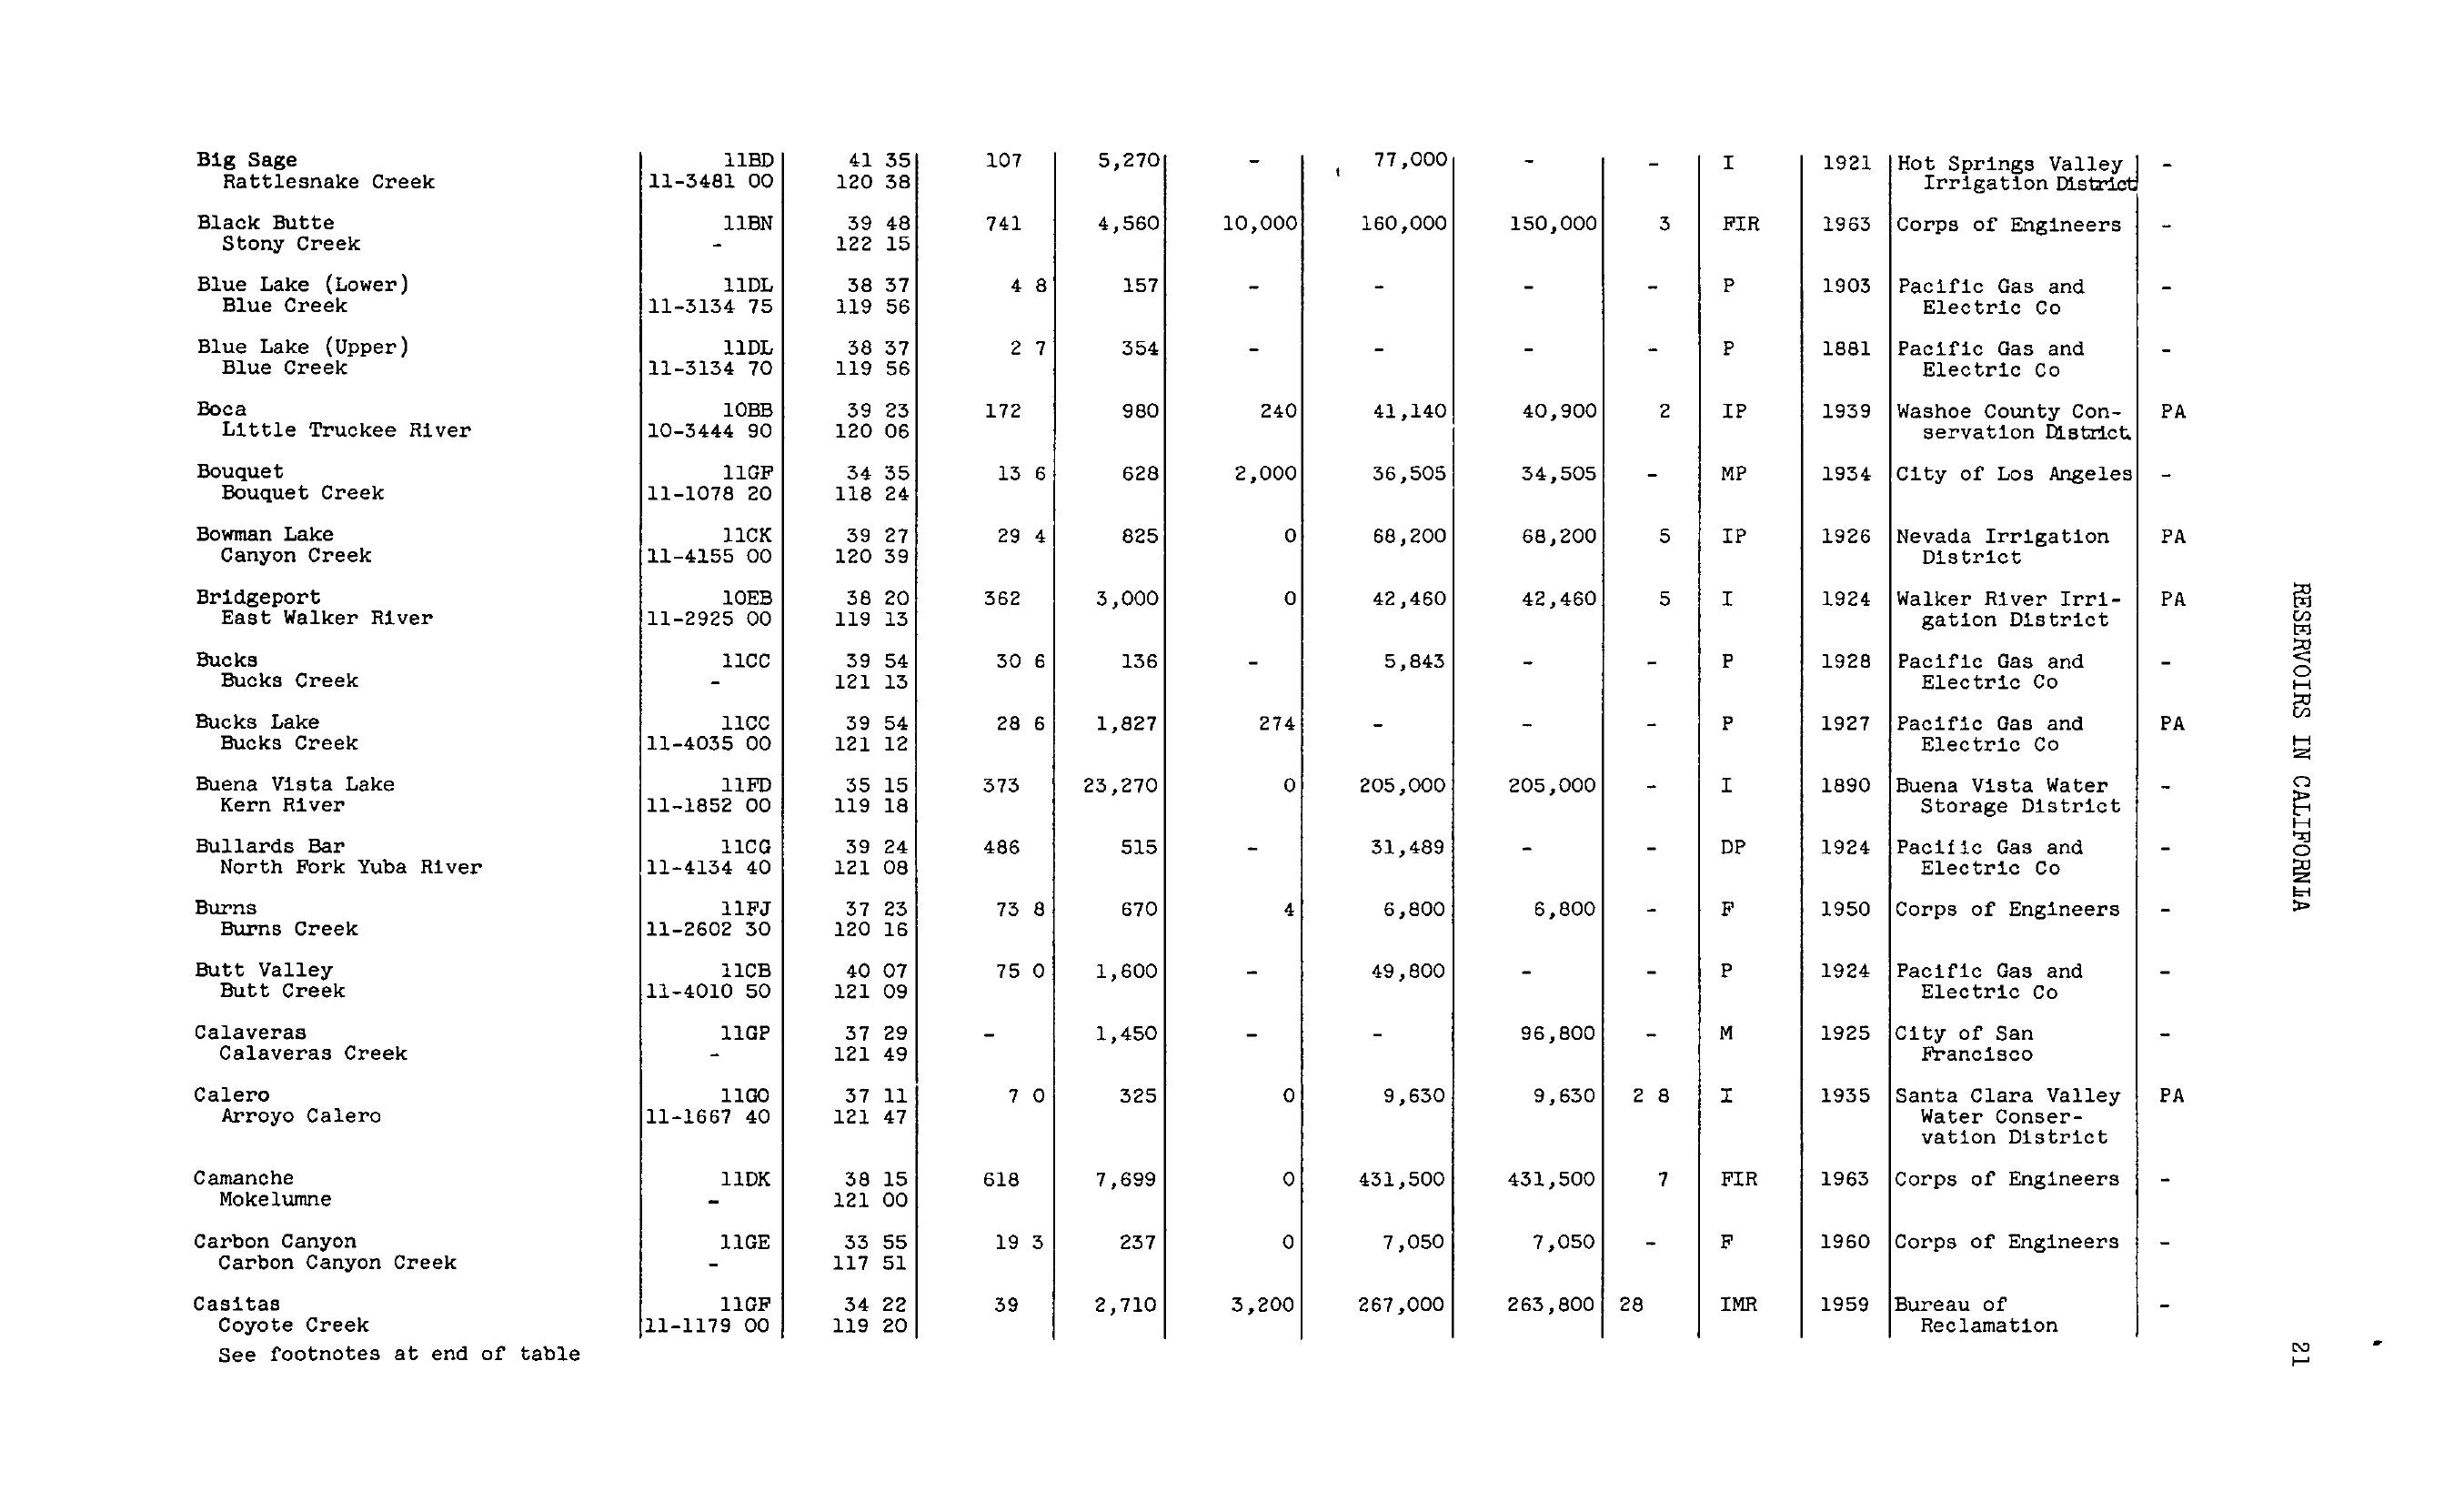 Big Sage 11BD 41 35 107 5,270 - 77,000 - - I 1921 Hot Springs Valley -
Rattlesnake Creek 11-3481 00 120 38 Irrigation District
Black Butte 11BN 39 48 741 4,560 10,000 160,000 150,000 3 FIR 1963 Corps of Engineers -
Stony Creek - 122 15
Blue Lake (Lower) 11DL 38 37 4 8 157 - - - - P 1903 Pacific Gas and -
Blue Creek 11-3134 75 119 56 Electric Co
Blue Lake (Upper) 11DL 38 37 2 7 354 - - - - P 1881 Pacific Gas and -
Blue Creek 11-3134 70 119 56 Electric Co
Boca 10BB 39 23 172 980 240 41,140 40,900 2 IP 1939 Washoe County Con- PA
Little Truckee River 10-3444 90 120 06 servation District
Bouquet 11GF 34 35 13 6 628 2,000 36,505 34,505 - MP 1934 City of Los Angeles -
Bouquet Creek 11-1078 20 118 24
Bowman Lake 11CK 39 27 29 4 825 0 68,200 68,200 5 IP 1926 Nevada Irrigation PA
Canyon Creek 11-4155 00 120 39 District
Bridgeport 10EB 38 20 362 3,000 0 42,460 42,460 5 I 1924 Walker River Irri- PA
East Walker River 11-2925 00 119 13 gation District
Bucks 11CC 39 54 30 6 136 - 5,843 - - P 1928 Pacific Gas and -
Bucks Creek - 121 13 Electric Co
Bucks Lake 11CC 39 54 28 6 1,827 274 - - - P 1927 Pacific Gas and PA
Bucks Creek 11-4035 00 121 12 Electric Co
Buena Vista Lake 11FD 35 15 373 23,270 0 205,000 205,000 - I 1890 Buena Vista Water -
Kern River 11-1852 00 119 18 Storage District
Bullards Bar 11CG 39 24 486 515 - 31,489 - - DP 1924 Pacific Gas and -
North Fork Yuba River 11-4134 40 121 08 Electric Co
Burns 11FJ 37 23 73 8 670 4 6,800 6,800 - F 1950 Corps of Engineers -
Burns Creek 11-2602 30 120 16
Butt Valley 11CB 40 07 75 0 1,600 - 49,800 - - P 1924 Pacific Gas and -
Butt Creek 11-4010 50 121 09 Electric Co
Calaveras 11GP 37 29 - 1,450 - - 96,800 - M 1925 City of San -
Calaveras Creek - 121 49 Francisco
Calero 11GO 37 11 7 0 325 0 9,630 9,630 2 8 I 1935 Santa Clara Valley PA
Arroyo Calero 11-1667 40 121 47 Water Conser-
vation District
Camanche 11DK 38 15 618 7,699 0 431,500 431,500 7 FIR 1963 Corps of Engineers -
Mokelumne - 121 00
Carbon Canyon 11GE 33 55 19 3 237 0 7,050 7,050 - F 1960 Corps of Engineers -
Carbon Canyon Creek - 117 51
Casitas 11GF 34 22 39 2,710 3,200 267,000 263,800 28 IMR 1959 Bureau of -
Coyote Creek 11-1179 00 119 20 Reclamation
See footnotes at end of table
RESERVOIRS IN CALIFORNIA
21